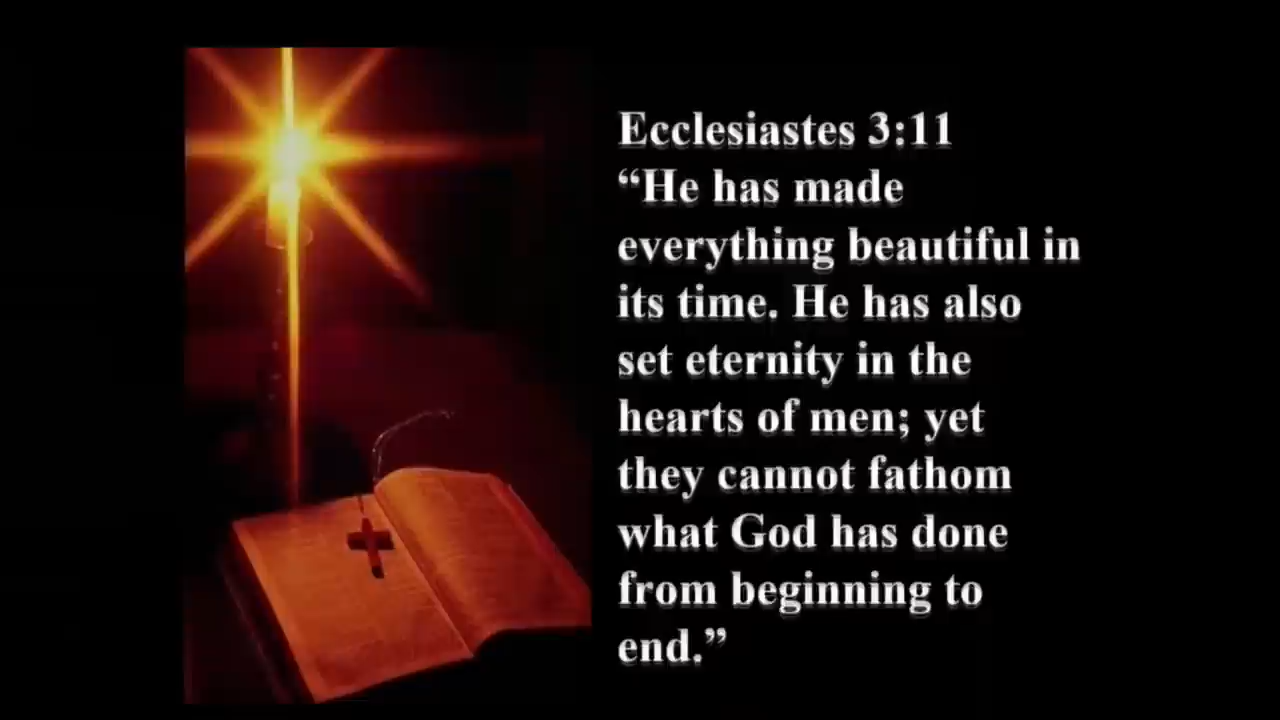 Ecclesiastes 3:11
“He has made
everything beautiful in
its time. He has also
set eternity in the
hearts of men; yet
they cannot fathom
what God has done
from beginning to
end.”